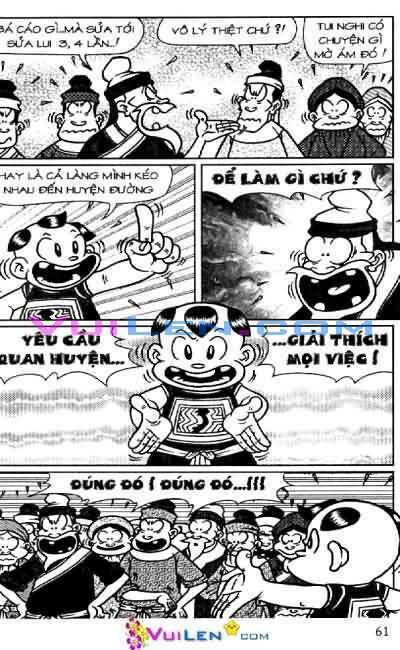 BÁ CÁO GÌ...MÀ SỬA TỚI
SỬA LUI 3, 4 LẦN..!
VÔ LÝ THIỆT CHỨ ?!
TUI NGHI CÓ
CHUYỆN GÌ
MỜ ÁM ĐÓ !
HAY LÀ CẢ LÀNG MÌNH KÉO
NHAU ĐẾN HUYỆN ĐƯỜNG
ĐỂ LÀM GÌ CHỨ ?
VuiLen.com
YÊU CẦU
QUAN HUYỆN...
...GIẢI THÍCH
MỌI VIỆC !
ĐÚNG ĐÓ ! ĐÚNG ĐÓ...!!!
61
VuiLen.com